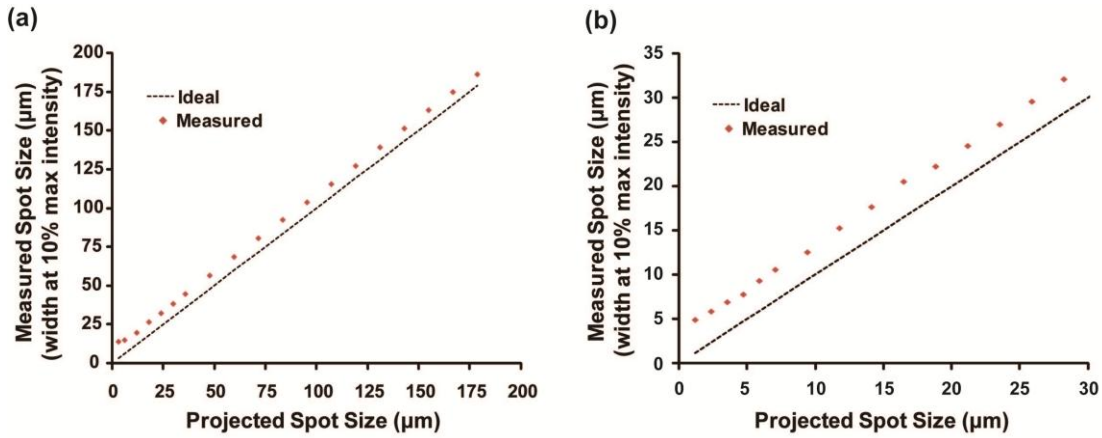 (a)
Measured Spot Size (µm)
(width at 10% max intensity)
200
175
150
125
100
75
50
25
0
Ideal
Measured
0 25 50 75 100 125 150 175 200
Projected Spot Size (µm)
(b)
Measured Spot Size (µm)
(width at 10% max intensity)
35
30
25
20
15
10
5
0
Ideal
Measured
0 5 10 15 20 25 30
Projected Spot Size (µm)